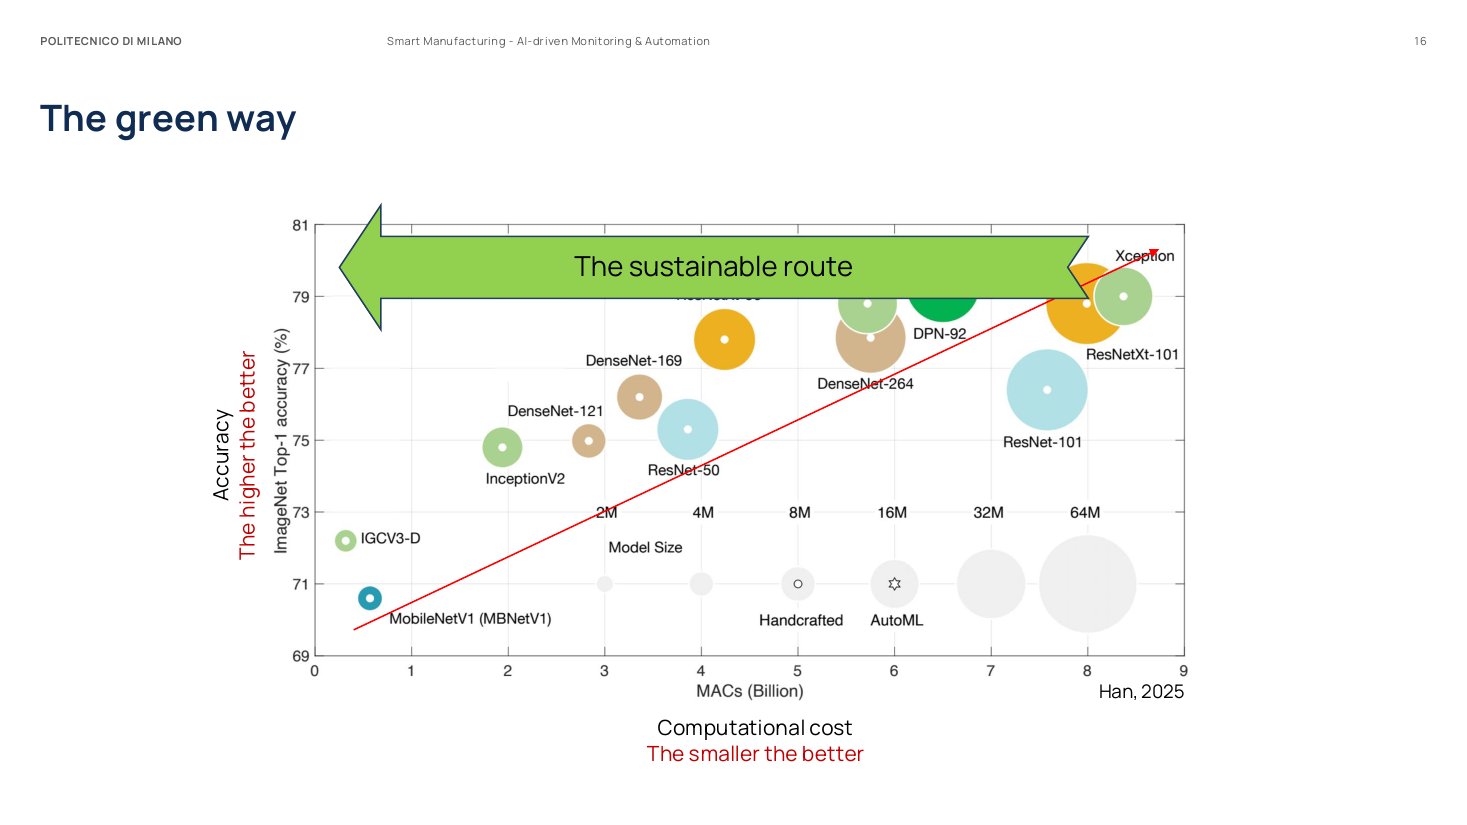 POLITECNICO DI MILANO
Smart Manufacturing - AI-driven Monitoring & Automation
16
The green way
81
79
77
75
73
71
69
Accuracy
The higher the better
ImageNet Top-1 accuracy (%)
The sustainable route
Xception
DPN-92
ResNetXt-101
DenseNet-169
DenseNet-264
DenseNet-121
ResNet-101
ResNet-50
InceptionV2
2M 4M 8M 16M 32M 64M
IGCV3-D
Model Size
MobileNetV1 (MBNetV1)
Handcrafted
AutoML
0 1 2 3 4 5 6 7 8 9
MACs (Billion)
Han, 2025
Computational cost
The smaller the better